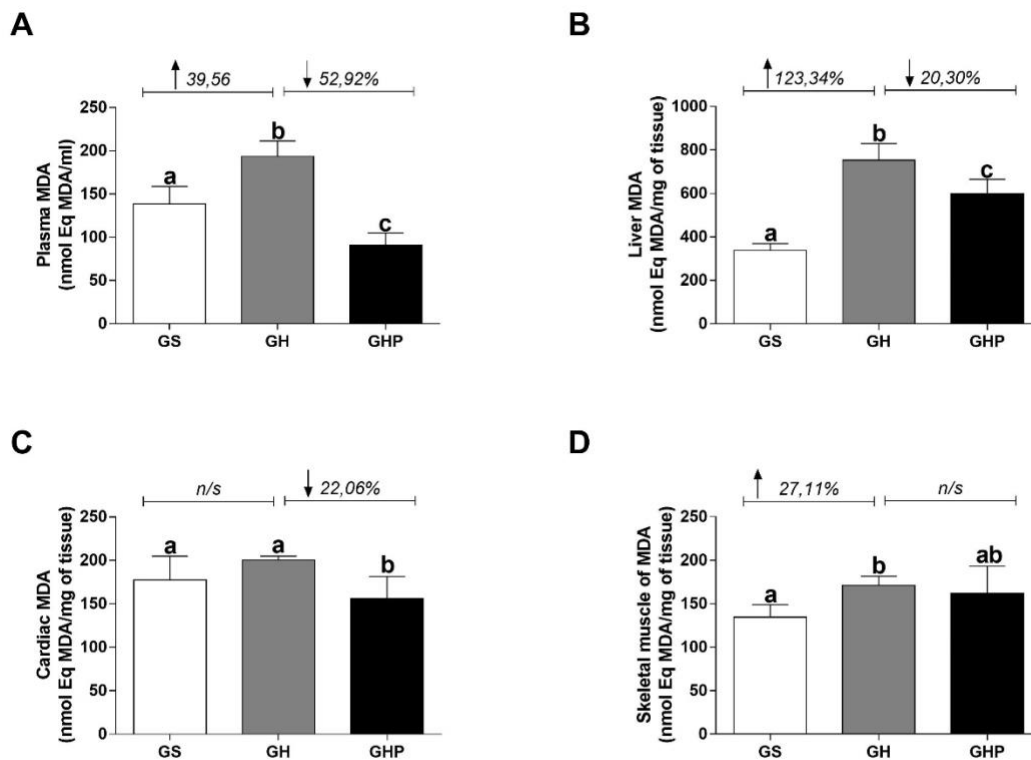 A
↑ 39,56
↓ 52,92%
Plasma MDA
(nmol Eq MDA/ml)
250
200
150
100
50
0
a
b
c
GS
GH
GHP
B
↑ 123,34%
↓ 20,30%
Liver MDA
(nmol Eq MDA/mg of tissue)
1000
800
600
400
200
0
a
b
c
GS
GH
GHP
C
n/s
↓ 22,06%
Cardiac MDA
(nmol Eq MDA/mg of tissue)
250
200
150
100
50
0
a
a
b
GS
GH
GHP
D
↑ 27,11%
n/s
Skeletal muscle of MDA
(nmol Eq MDA/mg of tissue)
250
200
150
100
50
0
a
b
ab
GS
GH
GHP